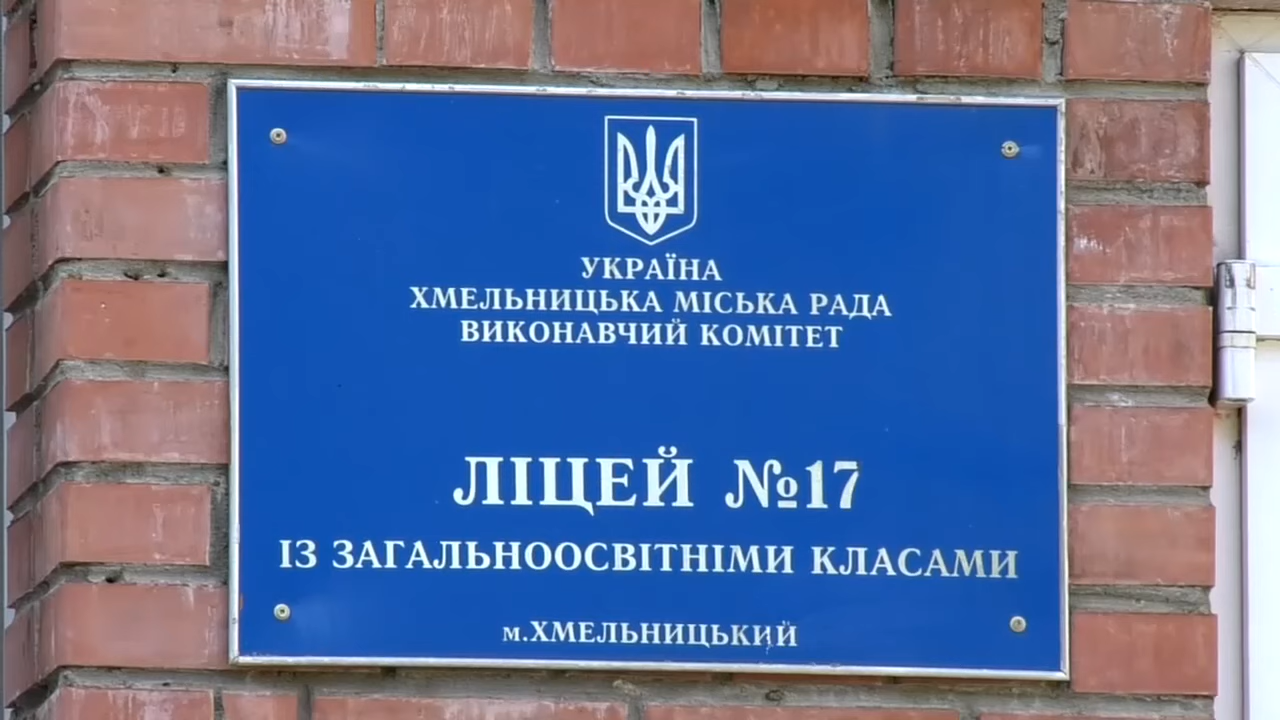 УКРАЇНА
ХМЕЛЬНИЦЬКА МІСЬКА РАДА
ВИКОНАВЧИЙ КОМІТЕТ
ЛІЦЕЙ №17
ІЗ ЗАГАЛЬНООСВІТНІМИ КЛАСАМИ
м.ХМЕЛЬНИЦЬКИЙ